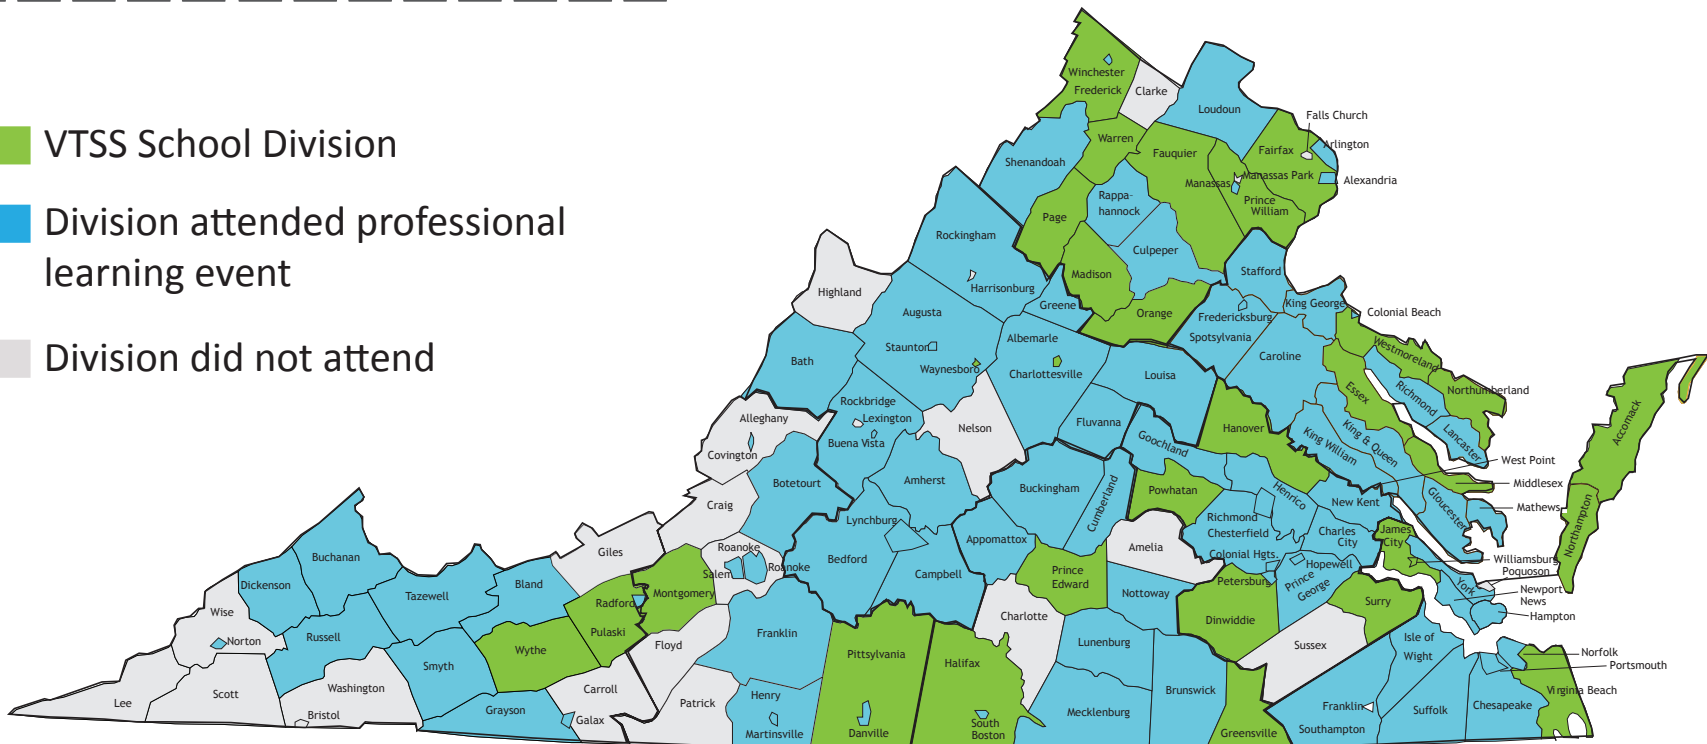 VTSS School Division
Division attended professional
learning event
Division did not attend
Winchester
Frederick
Clarke
Loudoun
Falls Church
Arlington
Alexandria
Warren
Fauquier
Fairfax
Manassas
Manassas Park
Prince
William
Shenandoah
Rappa-
hannock
Page
Culpeper
Rockingham
Madison
Stafford
Highland
Harrisonburg
Greene
Orange
King George
Colonial Beach
Augusta
Fredericksburg
Spotsylvania
Albemarle
Staunton
Waynesboro
Charlottesville
Louisa
Caroline
Westmoreland
Bath
Essex
Richmond
Northumberland
Rockbridge
Lexington
Buena Vista
Nelson
Fluvanna
Goochland
Hanover
King William
King & Queen
Lancaster
Accomack
Alleghany
Covington
West Point
Middlesex
Mathews
Botetourt
Amherst
Buckingham
Cumberland
Powhatan
Henrico
New Kent
Gloucester
Northampton
Craig
Lynchburg
Richmond
Chesterfield
Charles
City
James
City
Appomattox
Amelia
Colonial Hgts.
Hopewell
Williamsburg
Poquoson
Giles
Roanoke
Salem
Roanoke
Bedford
Campbell
Prince
Edward
Petersburg
Prince
George
York
Newport
News
Hampton
Buchanan
Dickenson
Tazewell
Bland
Radford
Montgomery
Nottoway
Dinwiddie
Surry
Wise
Norton
Russell
Wythe
Pulaski
Floyd
Franklin
Charlotte
Lunenburg
Sussex
Isle of
Wight
Norfolk
Portsmouth
Virginia Beach
Lee
Scott
Washington
Bristol
Smyth
Grayson
Carroll
Galax
Patrick
Henry
Martinsville
Pittsylvania
Danville
Halifax
South
Boston
Mecklenburg
Brunswick
Greensville
Franklin
Southampton
Suffolk
Chesapeake